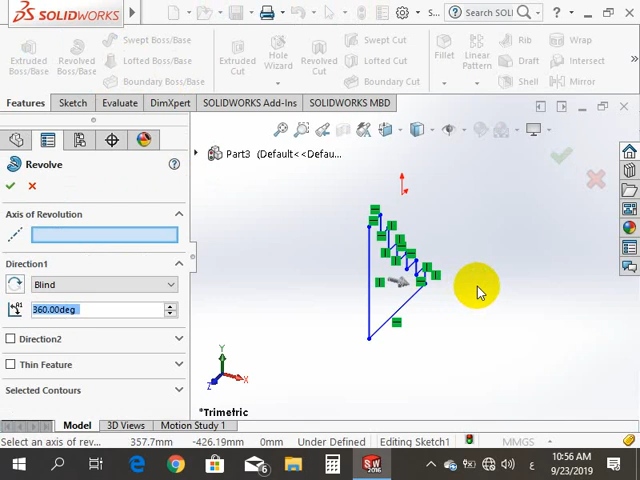 SOLIDWORKS
S...
Search SOLIDWORKS
?
Extruded Boss/Base
Revolved Boss/Base
Swept Boss/Base
Lofted Boss/Base
Boundary Boss/Base
Extruded Cut
Hole Wizard
Revolved Cut
Swept Cut
Lofted Cut
Boundary Cut
Fillet
Linear Pattern
Rib
Draft
Shell
Wrap
Intersect
Mirror
Features
Sketch
Evaluate
DimXpert
SOLIDWORKS Add-Ins
SOLIDWORKS MBD
Part3 (Default<<Defau...
Revolve
Axis of Revolution
Direction1
Blind
360.00deg
Direction2
Thin Feature
Selected Contours
Y
X
Z
*Trimetric
Model
3D Views
Motion Study 1
Select an axis of rev...
357.7mm
-426.19mm
0mm
Under Defined
Editing Sketch1
MMGS
6
SW
2016
ع
10:56 AM
9/23/2019